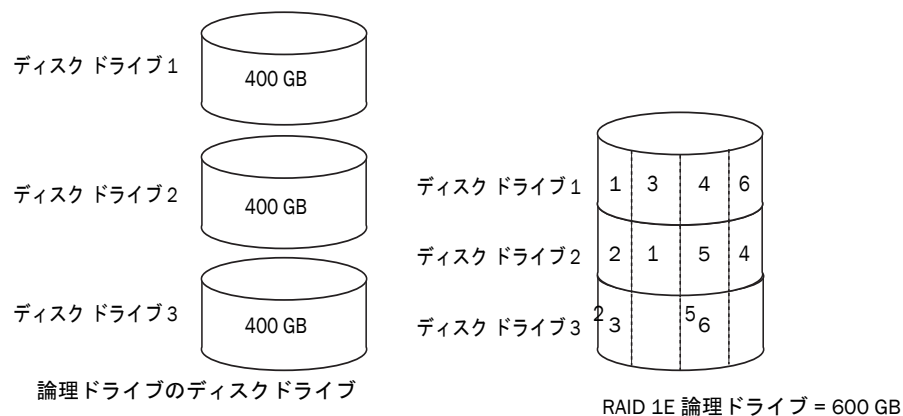 ディスク ドライブ 1
400 GB
ディスク ドライブ 2
400 GB
ディスク ドライブ 3
400 GB
論理ドライブのディスクドライブ
ディスク ドライブ 1 1 3 4 6
ディスク ドライブ 2 2 1 5 4
ディスク ドライブ 3 2 3 5 6
RAID 1E 論理ドライブ = 600 GB